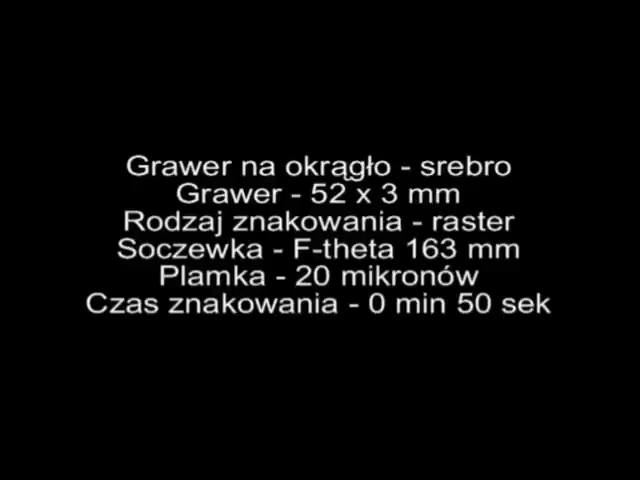 Grawer na okrągło - srebro
Grawer - 52 x 3 mm
Rodzaj znakowania - raster
Soczewka - F-theta 163 mm
Plamka - 20 mikronów
Czas znakowania - 0 min 50 sek